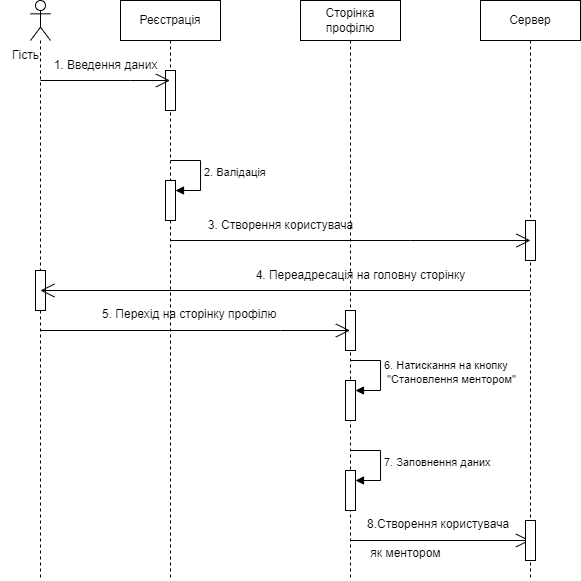 Реєстрація
Сторінка
профілю
Сервер
Гість
1. Введення даних
2. Валідація
3. Створення користувача
4. Переадресація на головну сторінку
5. Перехід на сторінку профілю
6. Натискання на кнопку
"Становлення ментором"
7. Заповнення даних
8.Створення користувача
як ментором